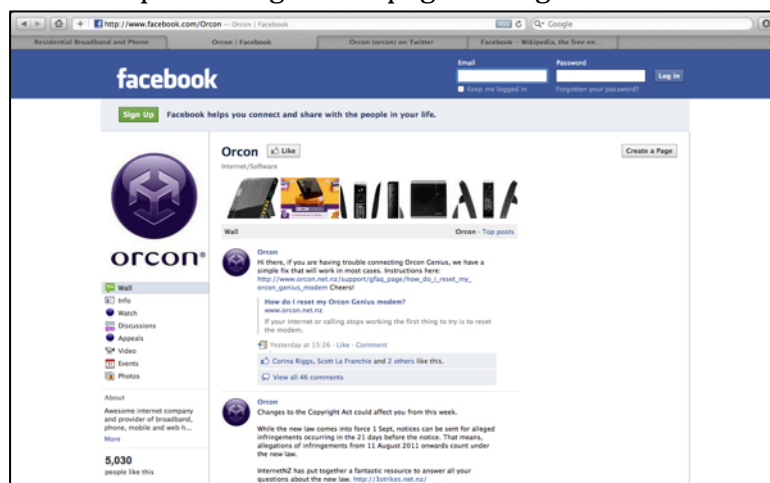 http://www.facebook.com/Orcon — Orcon | Facebook
Google
Residential Broadband and Phone
Orcon | Facebook
Orcon (orcon) on Twitter
Facebook – Wikipedia, the free en...
facebook
Email
Password
Log in
Keep me logged in
Forgotten your password?
Sign Up
Facebook helps you connect and share with the people in your life.
Orcon
Like
Create a Page
Internet/Software
orcon®
Wall
Orcon · Top posts
Orcon
Hi there, if you are having trouble connecting Orcon Genius, we have a
simple fix that will work in most cases. Instructions here:
http://www.orcon.net.nz/support/gfaq_page/how_do_i_reset_my_
orcon_genius_modem Cheers!
How do I reset my Orcon Genius modem?
www.orcon.net.nz
If your internet or calling stops working the first thing to try is to reset
the modem.
Yesterday at 15:26 · Like · Comment
Corina Riggs, Scott La Franchie and 2 others like this.
View all 46 comments
Wall
Info
Watch
Discussions
Appeals
Video
Events
Photos
About
Awesome internet company
and provider of broadband,
phone, mobile and web h...
More
5,030
people like this
Orcon
Changes to the Copyright Act could affect you from this week.
While the new law comes into force 1 Sept, notices can be sent for alleged
infringements occurring in the 21 days before the notice. That means,
allegations of infringements from 11 August 2011 onwards count under
the new law.
InternetNZ has put together a fantastic resource to answer all your
questions about the new law. http://3strikes.net.nz/